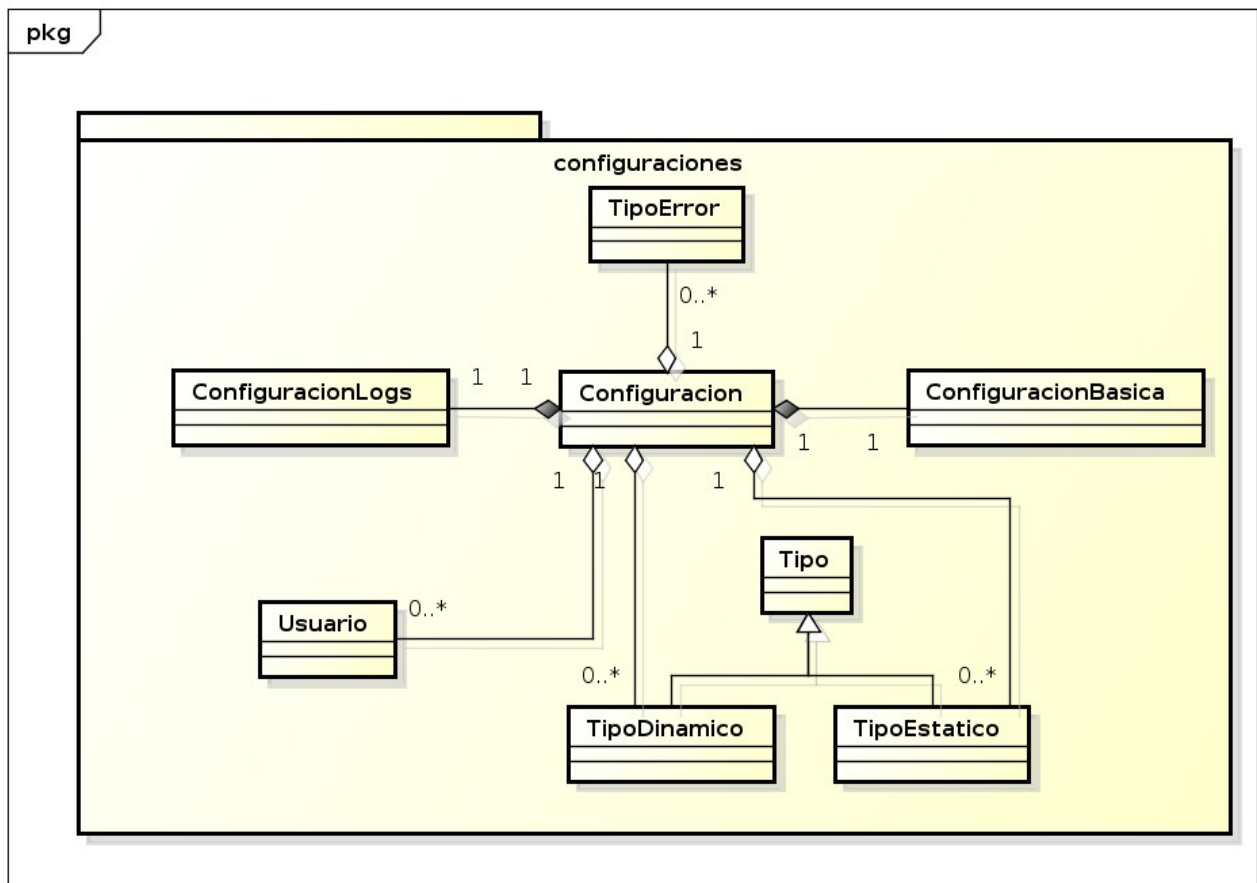 pkg
configuraciones
TipoError
0..*
1
ConfiguracionLogs
1
1
Configuracion
1
1
ConfiguracionBasica
1
1
1
Tipo
Usuario
0..*
0..*
0..*
TipoDinamico
TipoEstatico